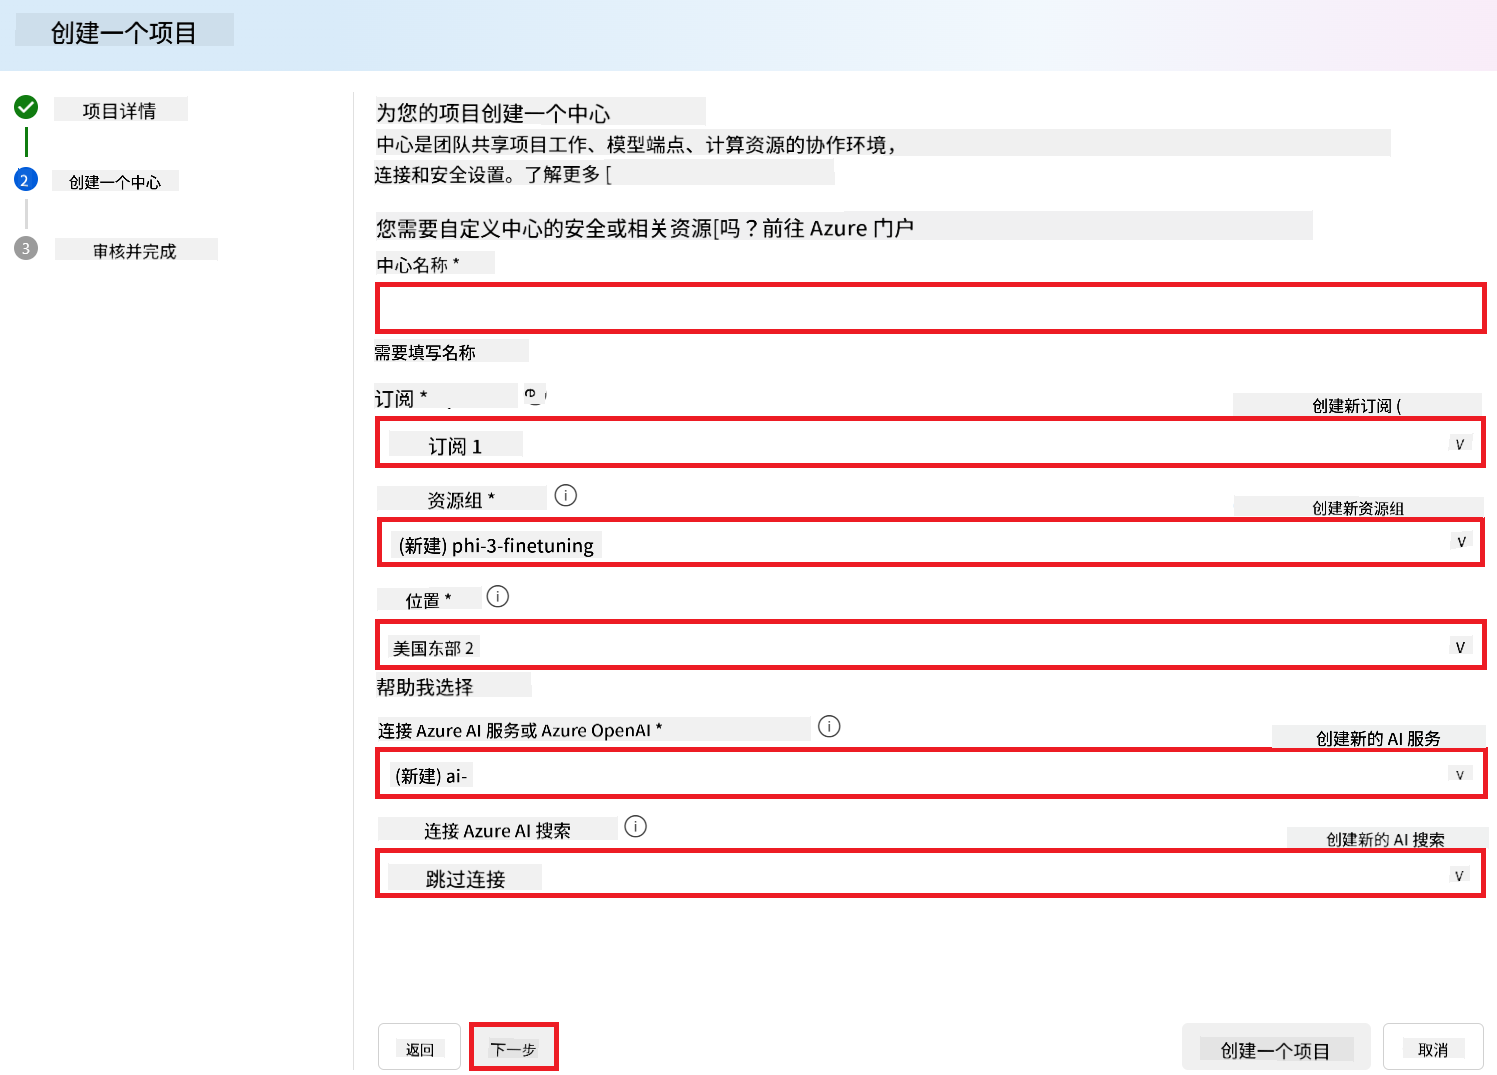 创建一个项目
项目详情
2 创建一个中心
3 审核并完成
为您的项目创建一个中心
中心是团队共享项目工作、模型端点、计算资源的协作环境，
连接和安全设置。了解更多 [
您需要自定义中心的安全或相关资源[吗？前往 Azure 门户
中心名称 *
需要填写名称
订阅 *
创建新订阅 (
订阅 1
资源组 *
创建新资源组
(新建) phi-3-finetuning
位置 *
美国东部 2
帮助我选择
连接 Azure AI 服务或 Azure OpenAI *
创建新的 AI 服务
(新建) ai-
连接 Azure AI 搜索
创建新的 AI 搜索
跳过连接
返回
下一步
创建一个项目
取消